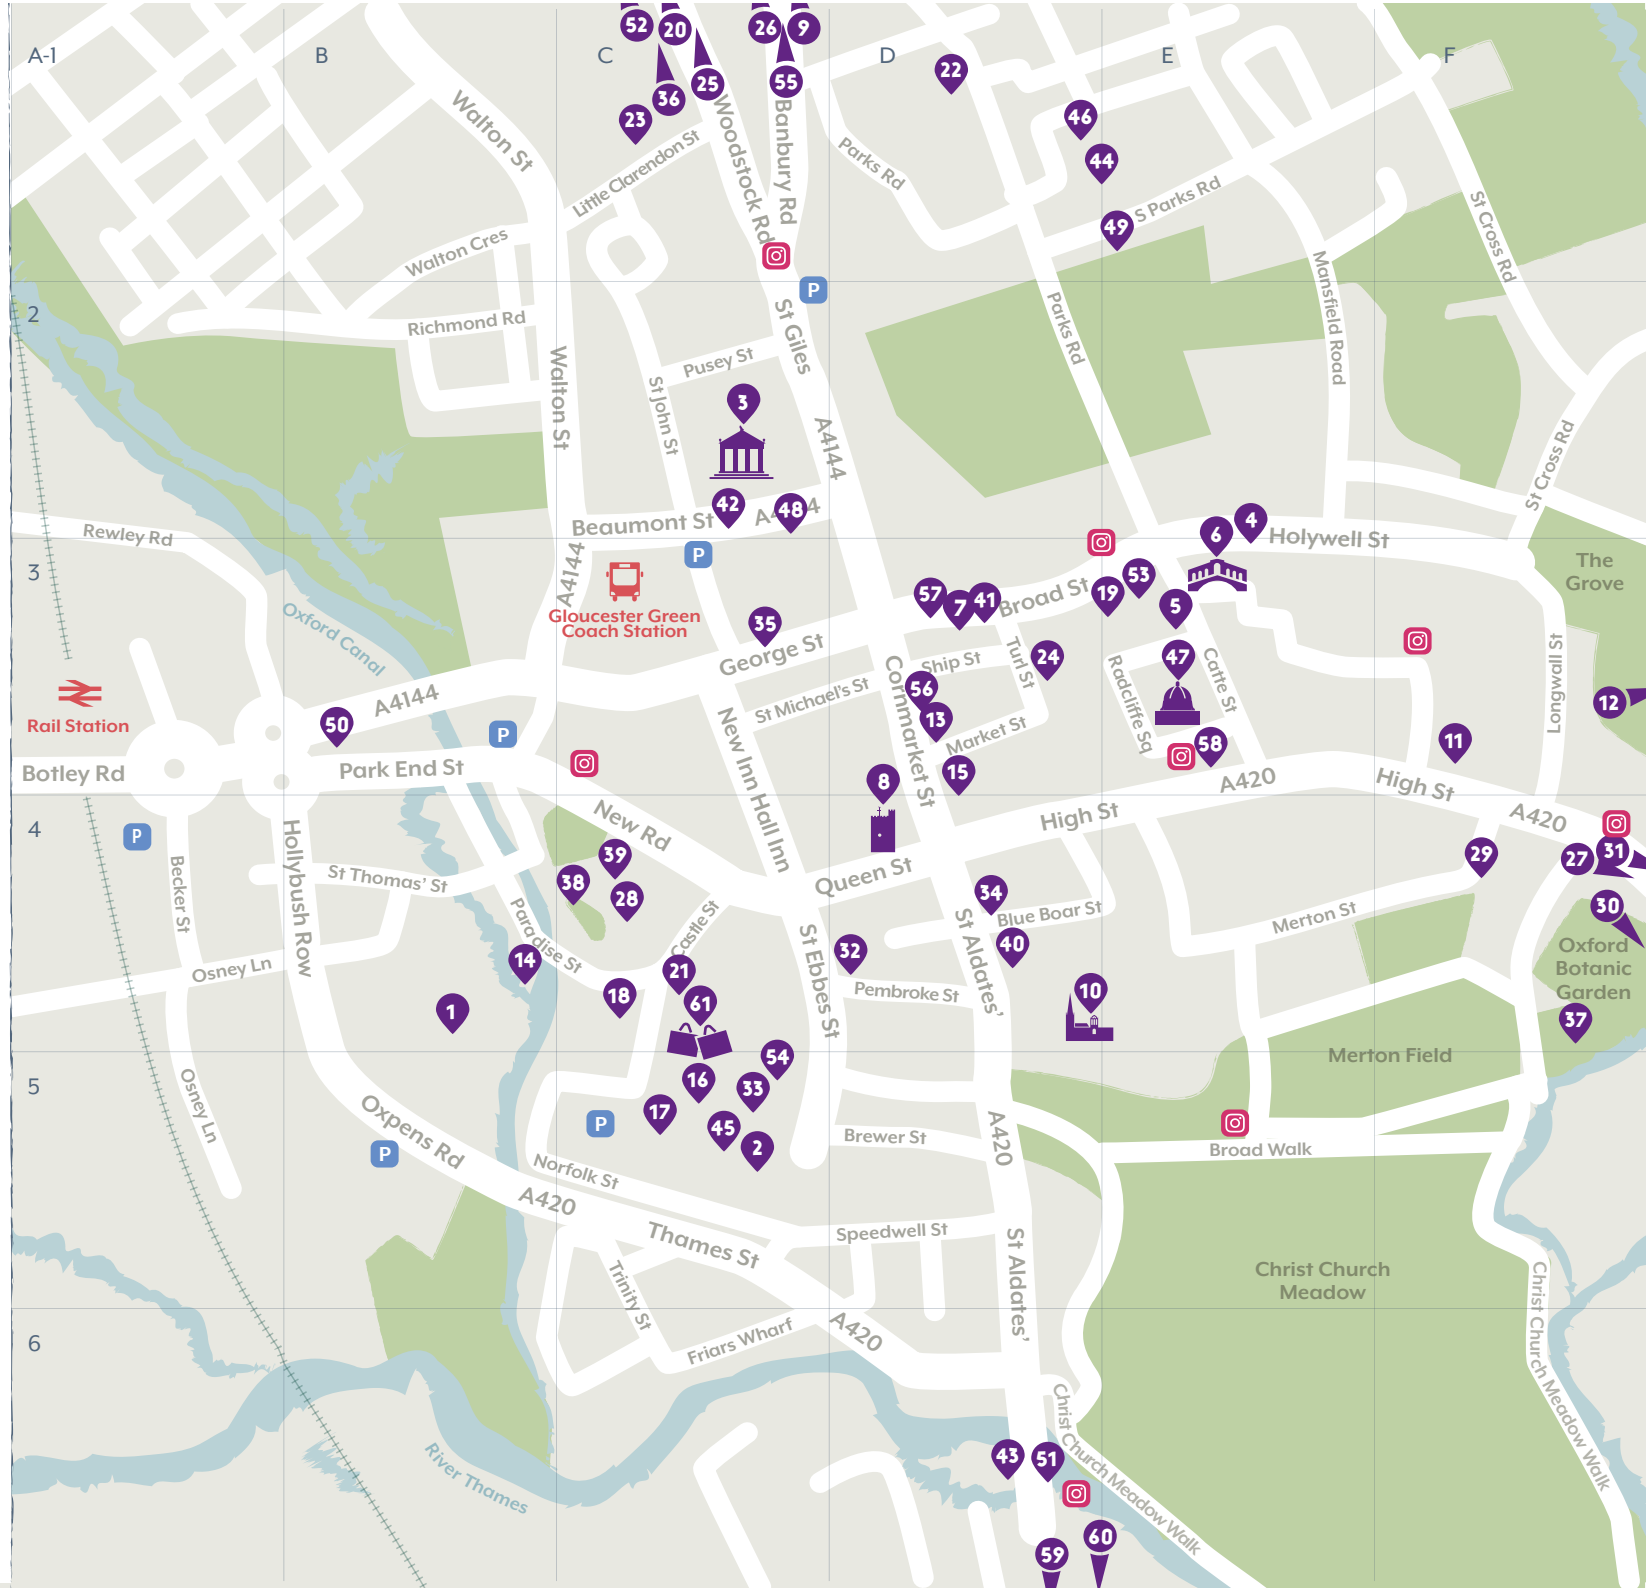 A-1
B
C
D
E
F
52
20
26
9
55
25
36
23
22
46
44
49
Walton St
Little Clarendon St
Woodstock Rd
Banbury Rd
Parks Rd
S Parks Rd
St Cross Rd
Walton Cres
Mansfield Road
P
2
Richmond Rd
St Giles
Parks Rd
Pusey St
Walton St
St John St
3
A4144
St Cross Rd
42
48
Beaumont St
A4144
6
4
Holywell St
Rewley Rd
3
A4144
P
The
Grove
Gloucester Green
Coach Station
57
7
41
Broad St
19
53
5
Oxford Canal
35
George St
Ship St
Turl St
24
47
Catte St
Radcliffe Sq
Longwall St
Rail Station
50
A4144
P
St Michael's St
Cornmarket St
56
13
Market St
58
11
12
Botley Rd
Park End St
New Inn Hall Inn
8
15
A420
High St
4
P
New Rd
High St
A420
Hollybush Row
Becker St
St Thomas' St
39
38
28
Queen St
34
Blue Boar St
29
27
31
30
Paradise St
Castle St
St Ebbes St
32
St Aldates'
40
Merton St
Oxford
Botanic
Garden
Osney Ln
14
21
18
61
Pembroke St
10
37
1
5
54
Merton Field
16
33
17
45
2
P
Osney Ln
Oxpens Rd
P
Brewer St
A420
Broad Walk
Norfolk St
A420
Thames St
Speedwell St
St Aldates'
Christ Church
Meadow
Trinity St
6
Friars Wharf
A420
Christ Church Meadow Walk
River Thames
43
51
Christ Church Meadow Walk
59
60